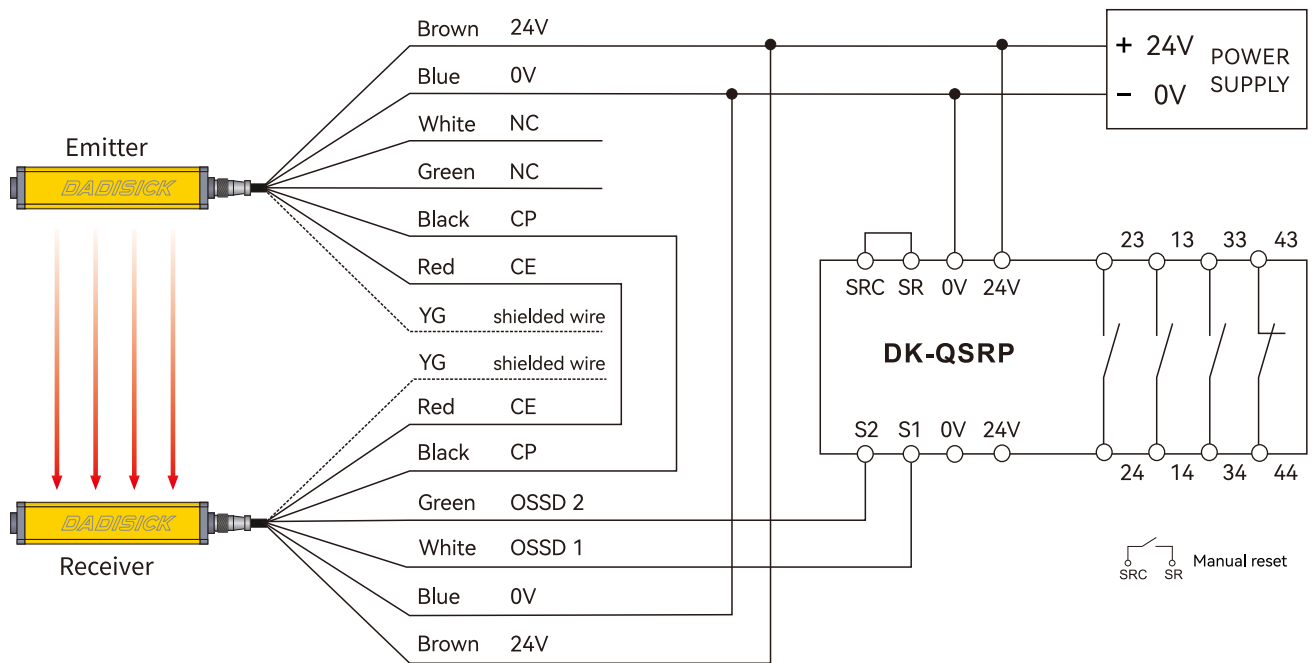 Brown 24V
Blue 0V
White NC
Green NC
Black CP
Red CE
YG shielded wire
YG shielded wire
Red CE
Black CP
Green OSSD 2
White OSSD 1
Blue 0V
Brown 24V
Emitter
DADISICK
DADISICK
Receiver
+ 24V
- 0V
POWER
SUPPLY
23 13 33 43
SRC SR 0V 24V
DK-QSRP
S2 S1 0V 24V
24 14 34 44
SRC SR Manual reset